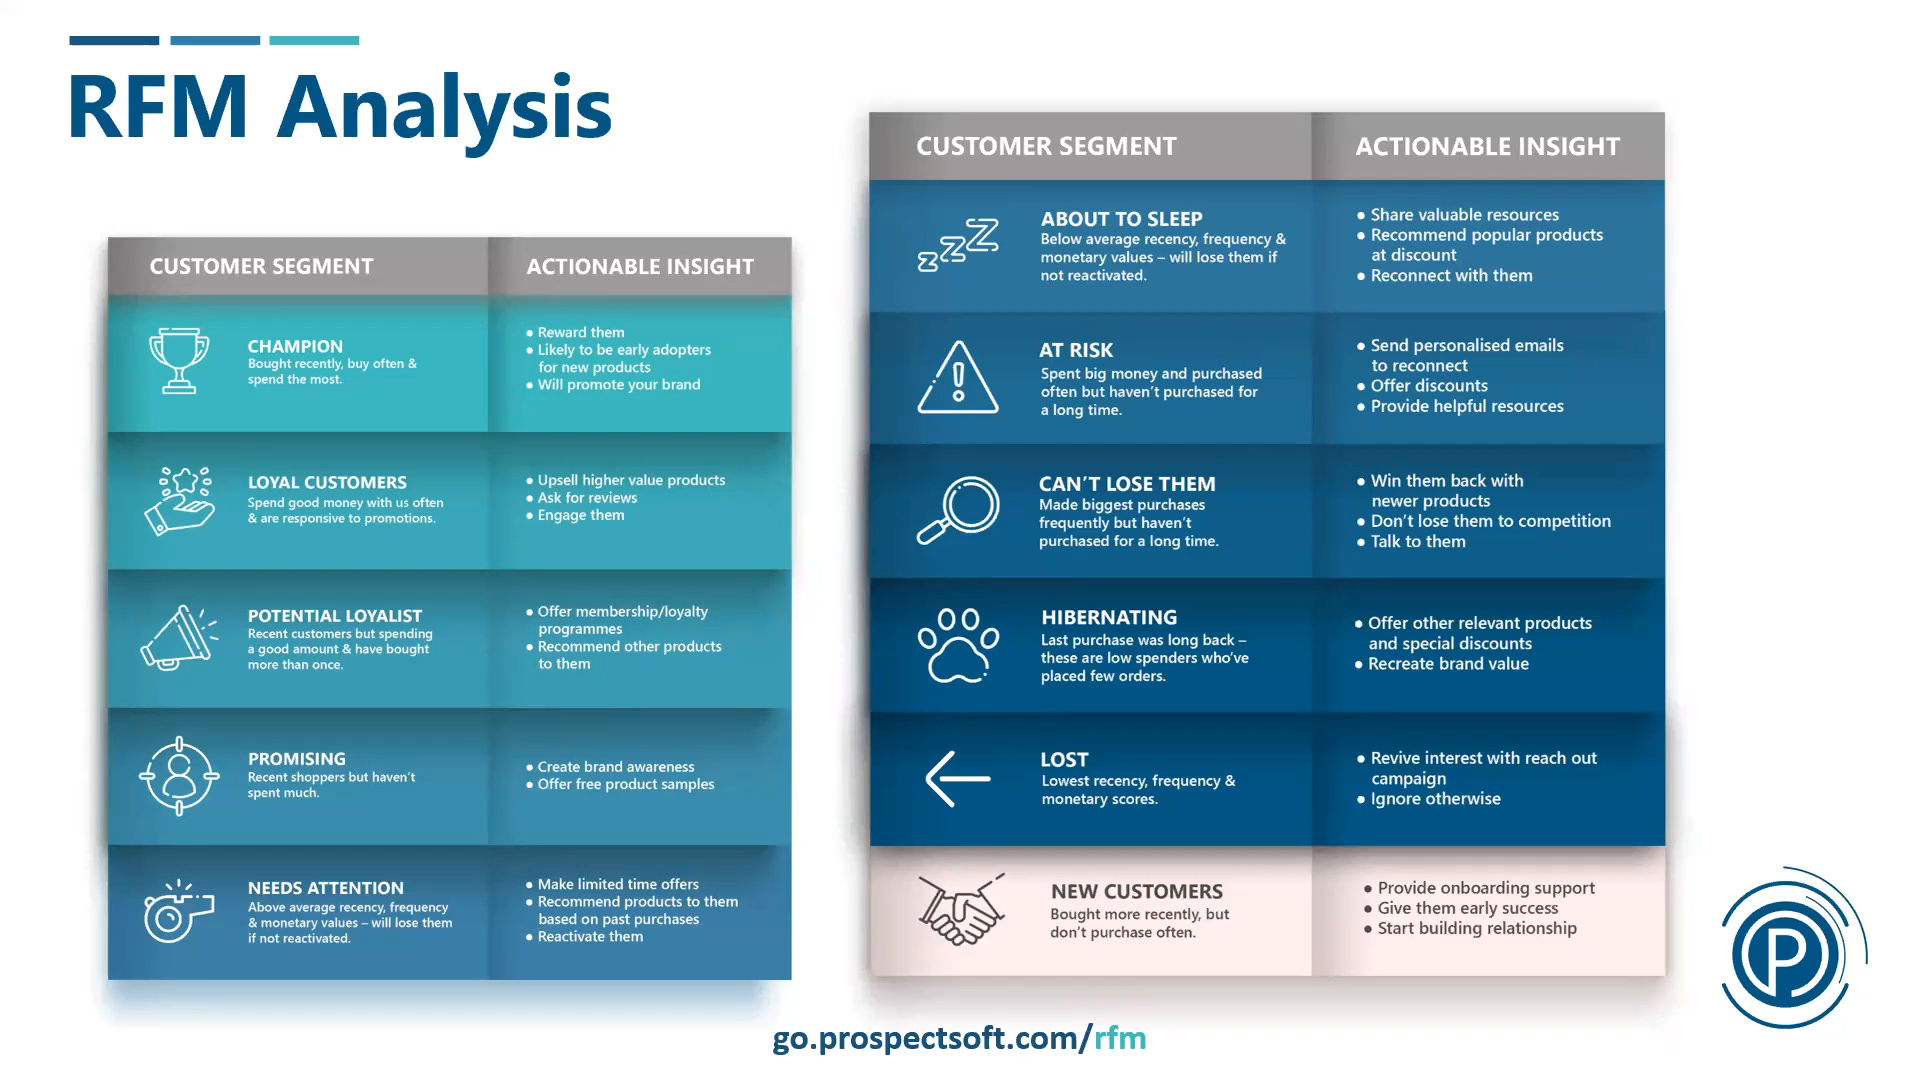 RFM Analysis
CUSTOMER SEGMENT
ACTIONABLE INSIGHT
CHAMPION
Bought recently, buy often &
spend the most.
● Reward them
● Likely to be early adopters
for new products
● Will promote your brand
LOYAL CUSTOMERS
Spend good money with us often
& are responsive to promotions.
● Upsell higher value products
● Ask for reviews
● Engage them
POTENTIAL LOYALIST
Recent customers but spending
a good amount & have bought
more than once.
● Offer membership/loyalty
programmes
● Recommend other products
to them
PROMISING
Recent shoppers but haven't
spent much.
● Create brand awareness
● Offer free product samples
NEEDS ATTENTION
Above average recency, frequency
& monetary values – will lose them
if not reactivated.
● Make limited time offers
● Recommend products to them
based on past purchases
● Reactivate them
CUSTOMER SEGMENT
ACTIONABLE INSIGHT
ABOUT TO SLEEP
Below average recency, frequency &
monetary values – will lose them if
not reactivated.
● Share valuable resources
● Recommend popular products
at discount
● Reconnect with them
AT RISK
Spent big money and purchased
often but haven't purchased for
a long time.
● Send personalised emails
to reconnect
● Offer discounts
● Provide helpful resources
CAN'T LOSE THEM
Made biggest purchases
frequently but haven't
purchased for a long time.
● Win them back with
newer products
● Don't lose them to competition
● Talk to them
HIBERNATING
Last purchase was long back –
these are low spenders who've
placed few orders.
● Offer other relevant products
and special discounts
● Recreate brand value
LOST
Lowest recency, frequency &
monetary scores.
● Revive interest with reach out
campaign
● Ignore otherwise
NEW CUSTOMERS
Bought more recently, but
don't purchase often.
● Provide onboarding support
● Give them early success
● Start building relationship
P
go.prospectsoft.com/rfm